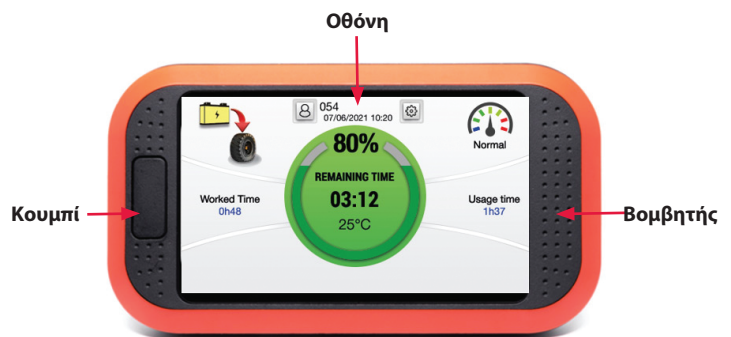 Οθόνη
054
07/06/2021 10:20
80%
Normal
REMAINING TIME
03:12
25°C
Worked Time
0h48
Usage time
1h37
Κουμπί
Βομβητής